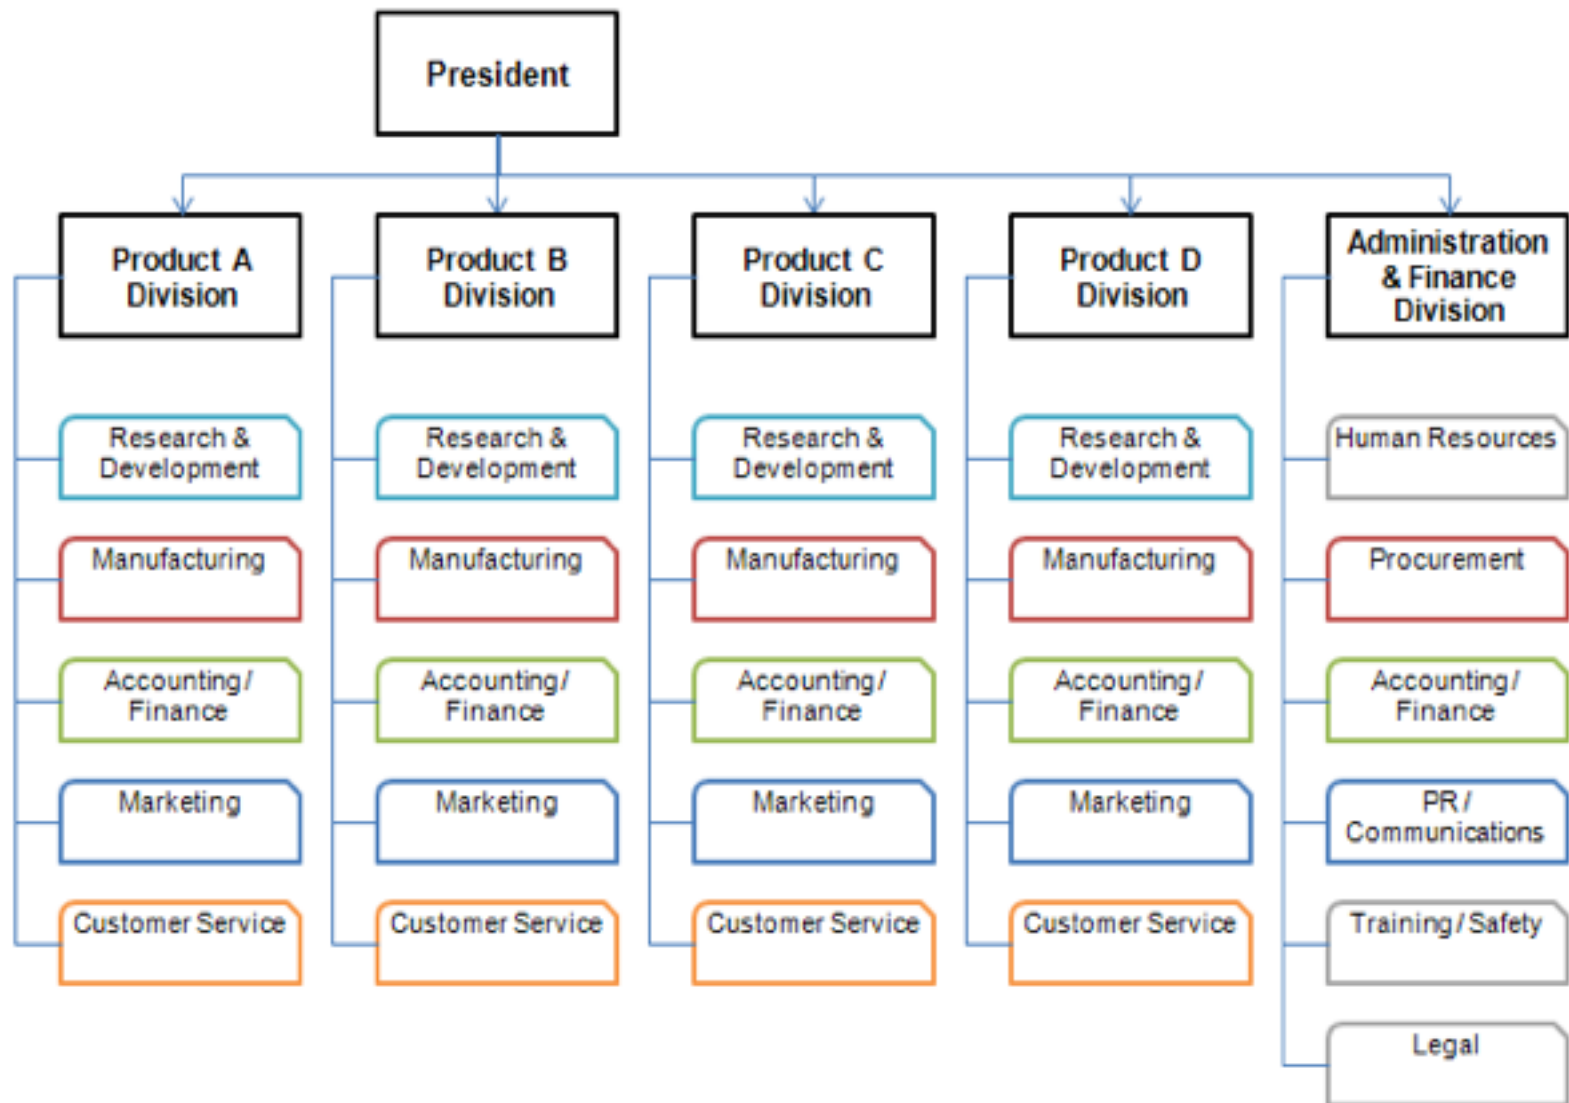 President
Product A
Division
Product B
Division
Product C
Division
Product D
Division
Administration
& Finance
Division
Research &
Development
Research &
Development
Research &
Development
Research &
Development
Human Resources
Manufacturing
Manufacturing
Manufacturing
Manufacturing
Procurement
Accounting /
Finance
Accounting /
Finance
Accounting /
Finance
Accounting /
Finance
Accounting /
Finance
Marketing
Marketing
Marketing
Marketing
PR /
Communications
Customer Service
Customer Service
Customer Service
Customer Service
Training / Safety
Legal